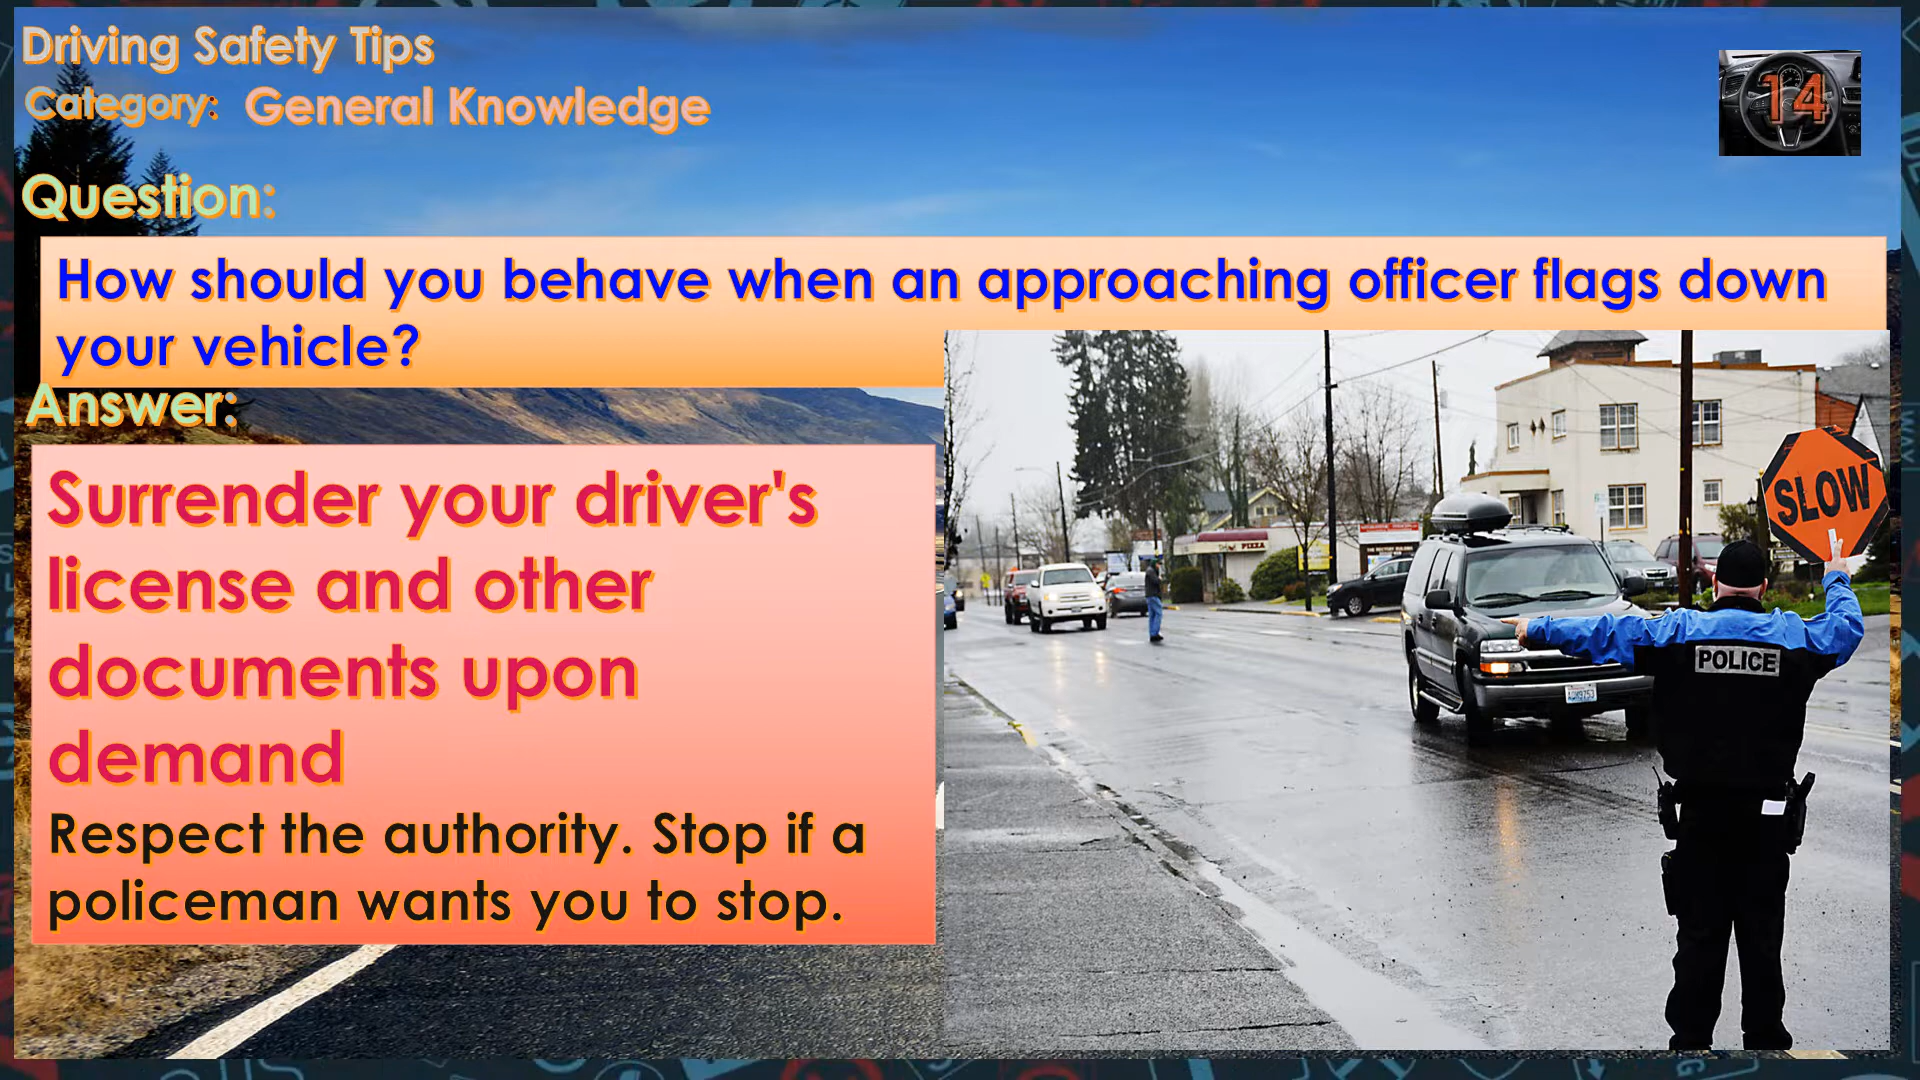 Driving Safety Tips
Category: General Knowledge
14
Question:
How should you behave when an approaching officer flags down
your vehicle?
Answer:
Surrender your driver's
license and other
documents upon
demand
Respect the authority. Stop if a
policeman wants you to stop.
SLOW
PIZZA
POLICE